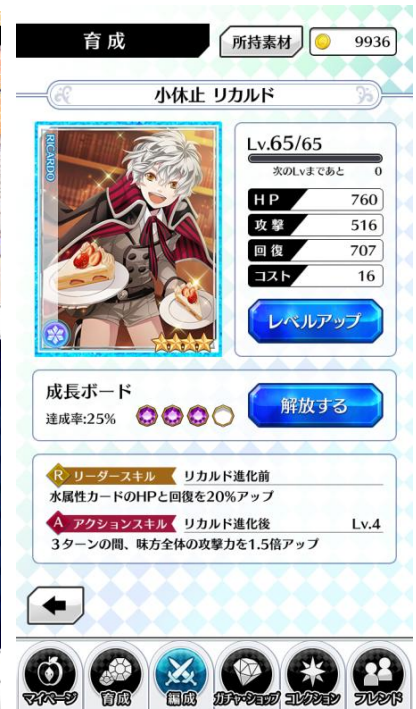 育成
所持素材
9936
小休止 リカルド
RICARDO
Lv.65/65
次のLvまであと 0
HP 760
攻撃 516
回復 707
コスト 16
レベルアップ
成長ボード
達成率:25%
解放する
R リーダースキル リカルド進化前
水属性カードのHPと回復を20%アップ
A アクションスキル リカルド進化後 Lv.4
3ターンの間、味方全体の攻撃力を1.5倍アップ
マイページ
育成
編成
ガチャ・ショップ
コレクション
フレンド